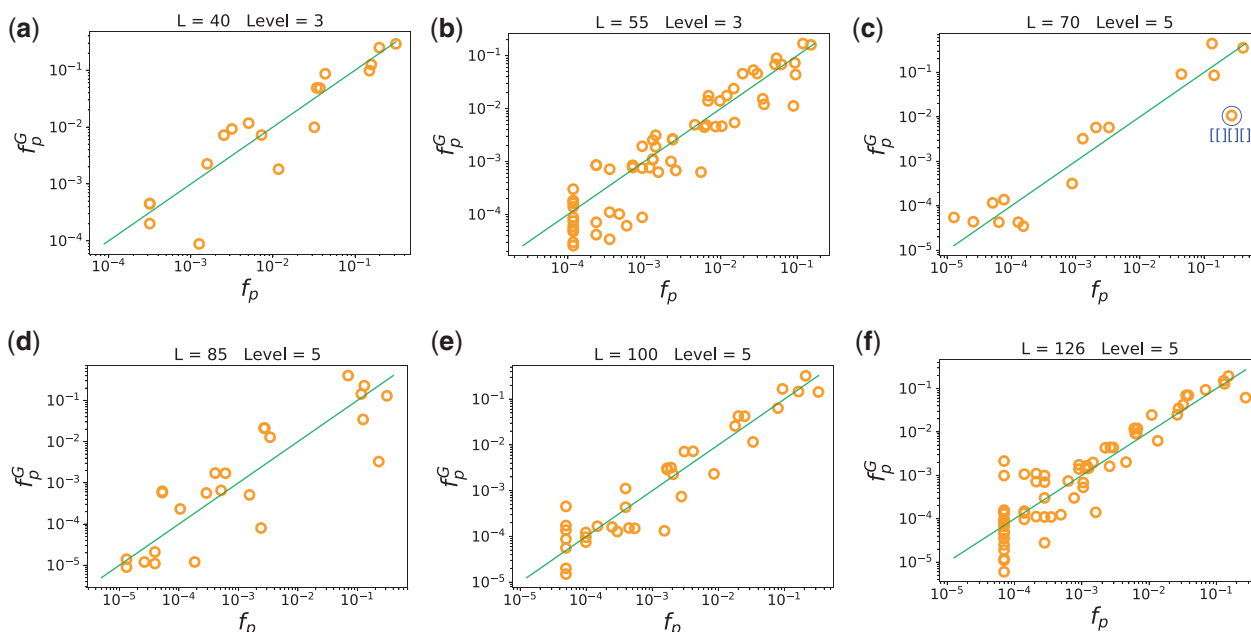 (a)
L = 40 Level = 3
f_p^G
10⁻¹
10⁻²
10⁻³
10⁻⁴
10⁻⁴
10⁻³
10⁻²
10⁻¹
f_p
(b)
L = 55 Level = 3
f_p^G
10⁻¹
10⁻²
10⁻³
10⁻⁴
10⁻⁴
10⁻³
10⁻²
10⁻¹
f_p
(c)
L = 70 Level = 5
f_p^G
10⁻¹
10⁻²
10⁻³
10⁻⁴
10⁻⁵
[[][][]
10⁻⁵
10⁻⁴
10⁻³
10⁻²
10⁻¹
f_p
(d)
L = 85 Level = 5
f_p^G
10⁻¹
10⁻²
10⁻³
10⁻⁴
10⁻⁵
10⁻⁵
10⁻⁴
10⁻³
10⁻²
10⁻¹
f_p
(e)
L = 100 Level = 5
f_p^G
10⁻¹
10⁻²
10⁻³
10⁻⁴
10⁻⁵
10⁻⁵
10⁻⁴
10⁻³
10⁻²
10⁻¹
f_p
(f)
L = 126 Level = 5
f_p^G
10⁻¹
10⁻²
10⁻³
10⁻⁴
10⁻⁵
10⁻⁵
10⁻⁴
10⁻³
10⁻²
10⁻¹
f_p